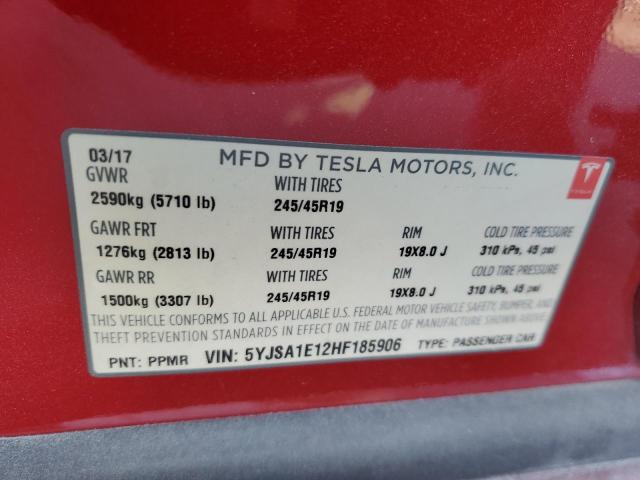 03/17 MFD BY TESLA MOTORS, INC.
GVWR WITH TIRES
2590kg (5710 lb) 245/45R19
GAWR FRT WITH TIRES RIM COLD TIRE PRESSURE
1276kg (2813 lb) 245/45R19 19X8.0 J 310 kPs, 45 psi
GAWR RR WITH TIRES RIM COLD TIRE PRESSURE
1500kg (3307 lb) 245/45R19 19X8.0 J 310 kPs, 45 psi
THIS VEHICLE CONFORMS TO ALL APPLICABLE U.S. FEDERAL MOTOR VEHICLE SAFETY, BUMPER, AND
THEFT PREVENTION STANDARDS IN EFFECT ON THE DATE OF MANUFACTURE SHOWN ABOVE.
PNT: PPMR VIN: 5YJSA1E12HF185906 TYPE: PASSENGER CAR
TESLA